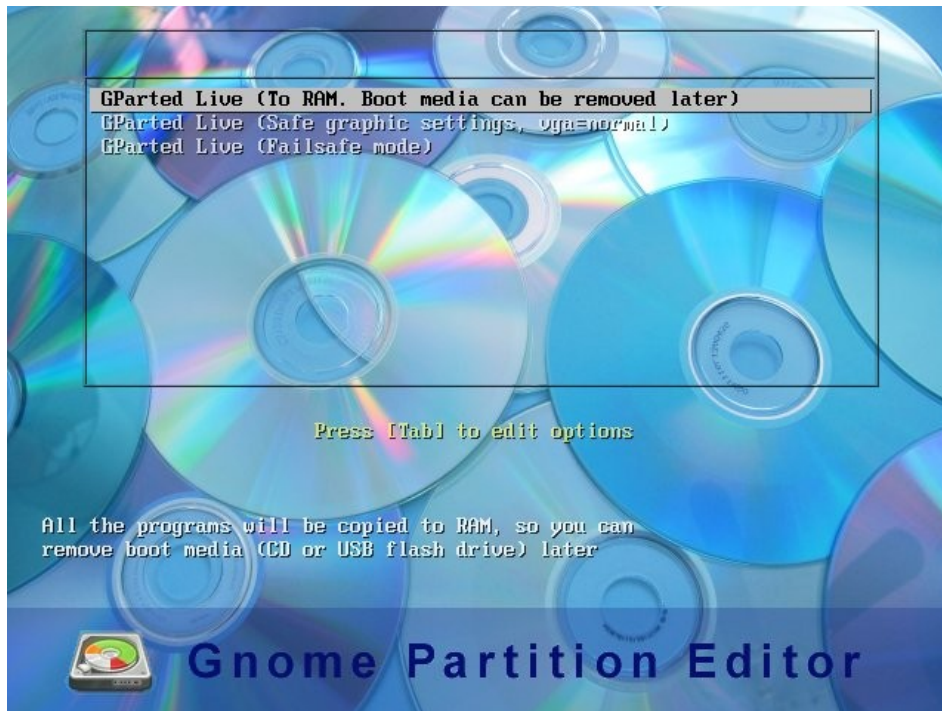 GParted Live (To RAM. Boot media can be removed later)
GParted Live (Safe graphic settings, vga=normal)
GParted Live (Failsafe mode)
Press [Tab] to edit options
All the programs will be copied to RAM, so you can
remove boot media (CD or USB flash drive) later
Gnome Partition Editor